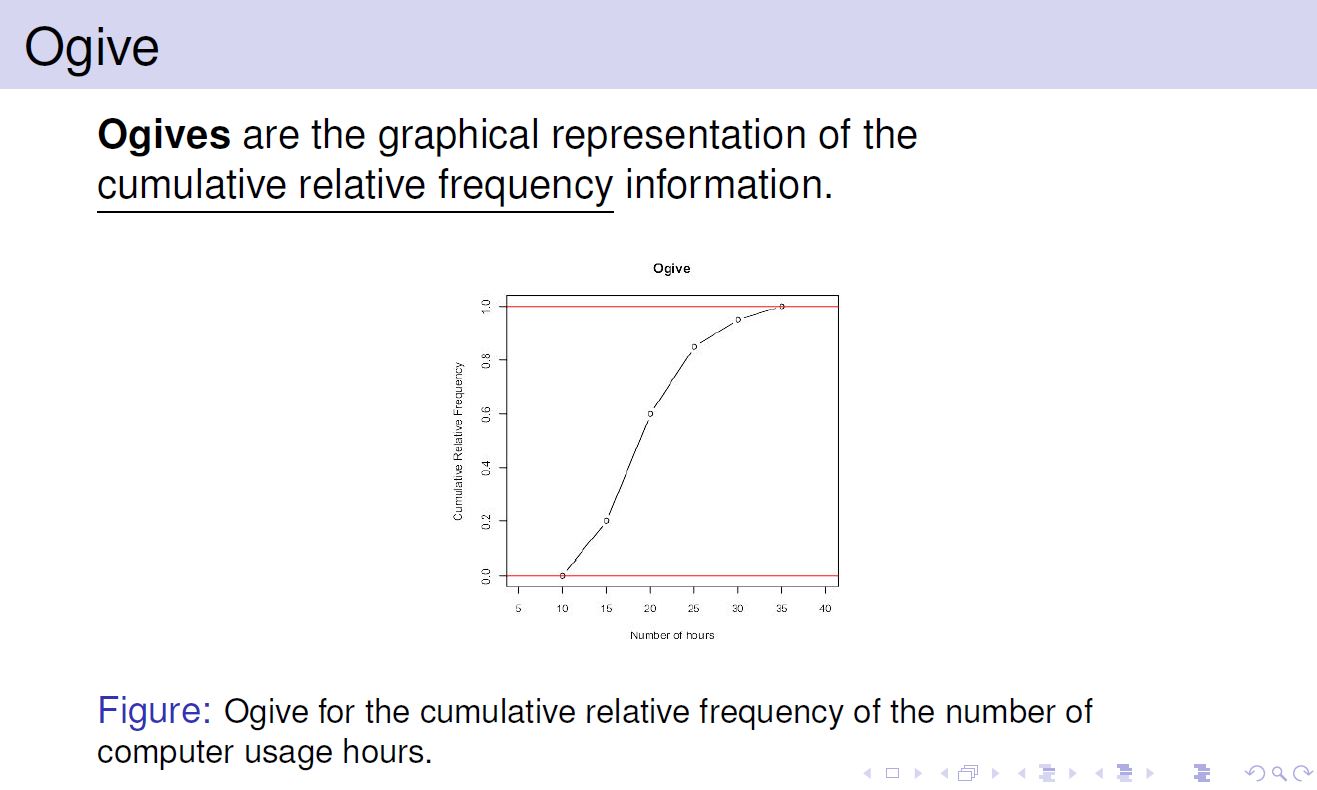 Ogive
Ogives are the graphical representation of the
cumulative relative frequency information.
Ogive
Cumulative Relative Frequency
1.0
0.8
0.6
0.4
0.2
0.0
5 10 15 20 25 30 35 40
Number of hours
Figure: Ogive for the cumulative relative frequency of the number of
computer usage hours.